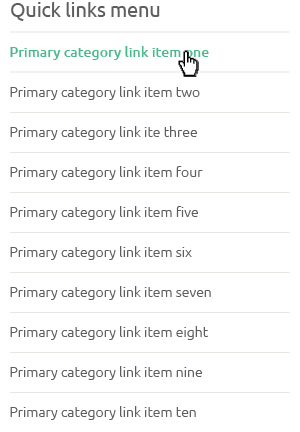 Quick links menu
Primary category link item one
Primary category link item two
Primary category link ite three
Primary category link item four
Primary category link item five
Primary category link item six
Primary category link item seven
Primary category link item eight
Primary category link item nine
Primary category link item ten